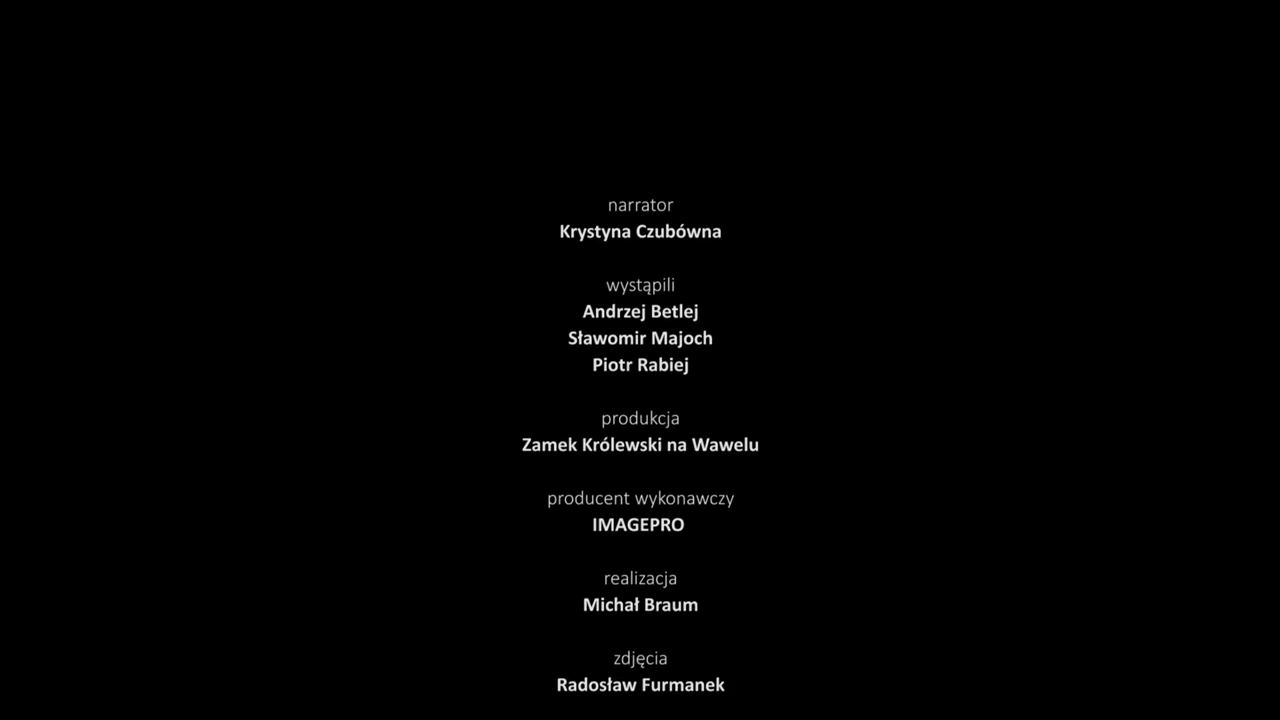 narrator
Krystyna Czubówna
wystąpili
Andrzej Betlej
Sławomir Majoch
Piotr Rabiej
produkcja
Zamek Królewski na Wawelu
producent wykonawczy
IMAGEPRO
realizacja
Michał Braum
zdjęcia
Radosław Furmanek